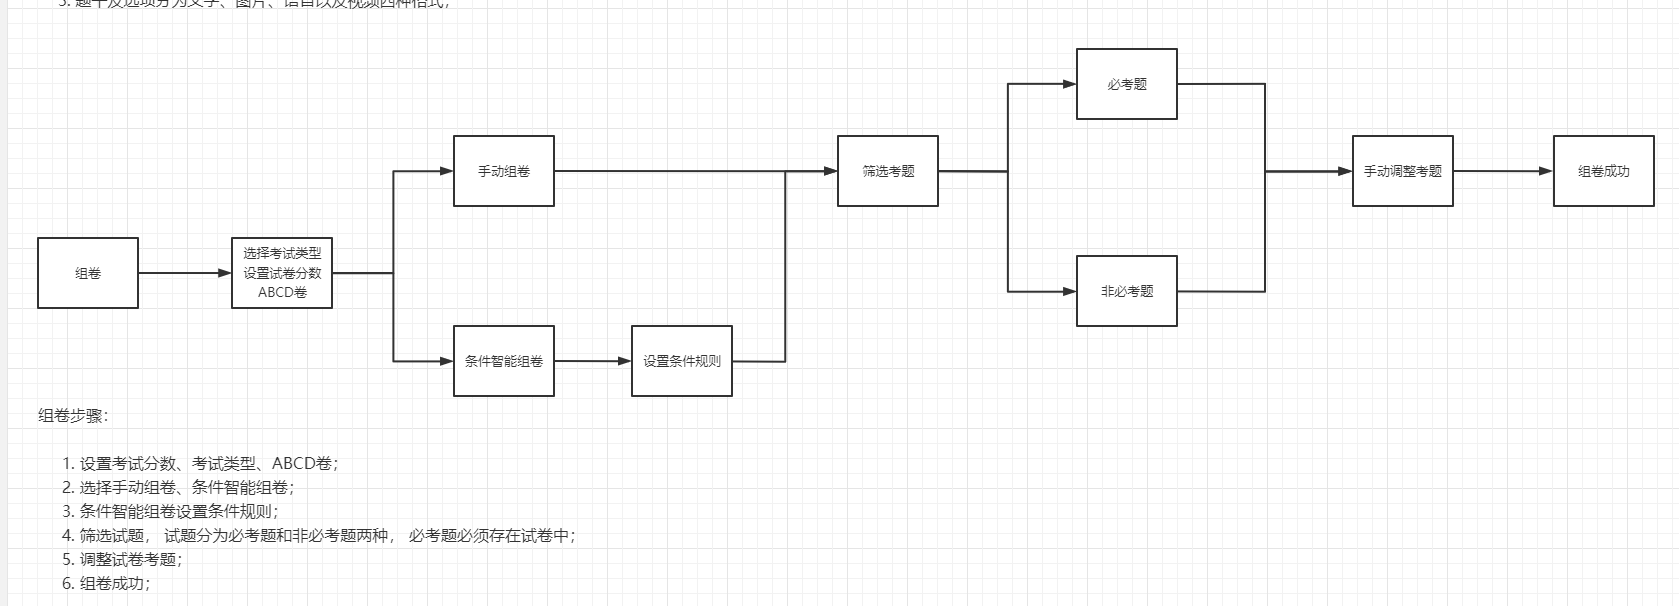 必考题
手动组卷
筛选考题
手动调整考题
组卷成功
组卷
选择考试类型
设置试卷分数
ABCD卷
非必考题
条件智能组卷
设置条件规则
组卷步骤：
1. 设置考试分数、考试类型、ABCD卷；
2. 选择手动组卷、条件智能组卷；
3. 条件智能组卷设置条件规则；
4. 筛选试题， 试题分为必考题和非必考题两种， 必考题必须存在试卷中；
5. 调整试卷考题；
6. 组卷成功；